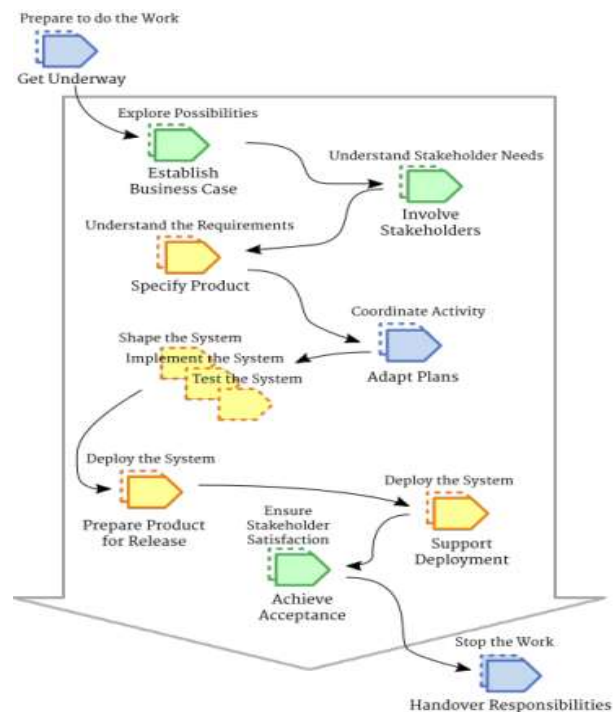 Prepare to do the Work
Get Underway
Explore Possibilities
Establish
Business Case
Understand Stakeholder Needs
Involve
Stakeholders
Understand the Requirements
Specify Product
Coordinate Activity
Adapt Plans
Shape the System
Implement the System
Test the System
Deploy the System
Prepare Product
for Release
Deploy the System
Support
Deployment
Ensure
Stakeholder
Satisfaction
Achieve
Acceptance
Stop the Work
Handover Responsibilities